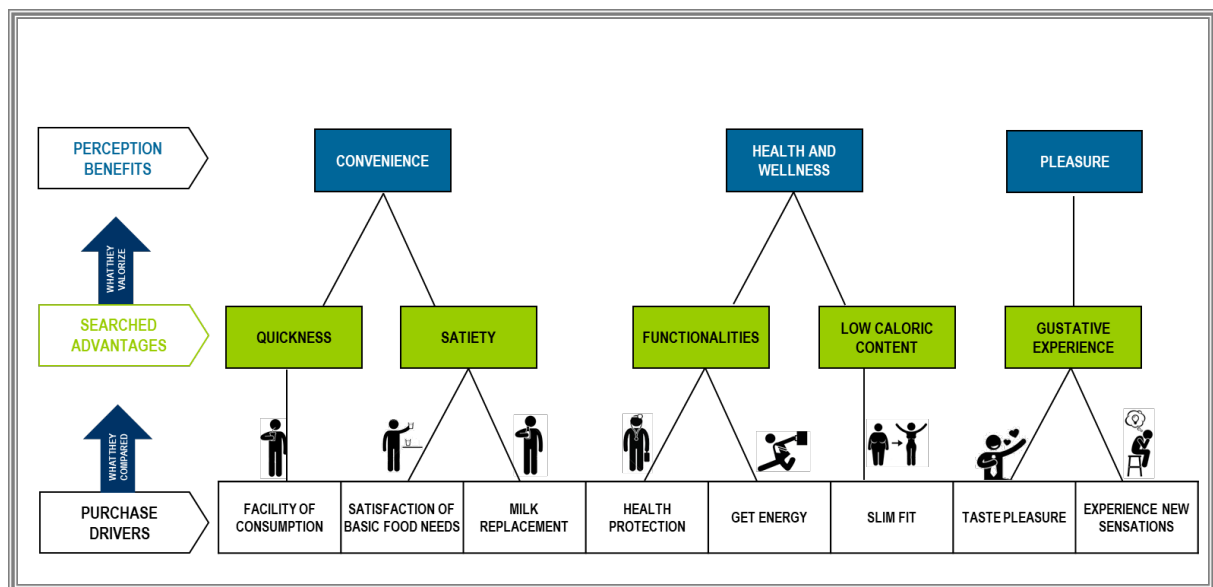 PERCEPTION
BENEFITS
CONVENIENCE
HEALTH AND
WELLNESS
PLEASURE
WHAT THEY
VALORIZE
SEARCHED
ADVANTAGES
QUICKNESS
SATIETY
FUNCTIONALITIES
LOW CALORIC
CONTENT
GUSTATIVE
EXPERIENCE
WHAT THEY
COMPARED
PURCHASE
DRIVERS
FACILITY OF
CONSUMPTION
SATISFACTION OF
BASIC FOOD NEEDS
MILK
REPLACEMENT
HEALTH
PROTECTION
GET ENERGY
SLIM FIT
TASTE PLEASURE
EXPERIENCE NEW
SENSATIONS